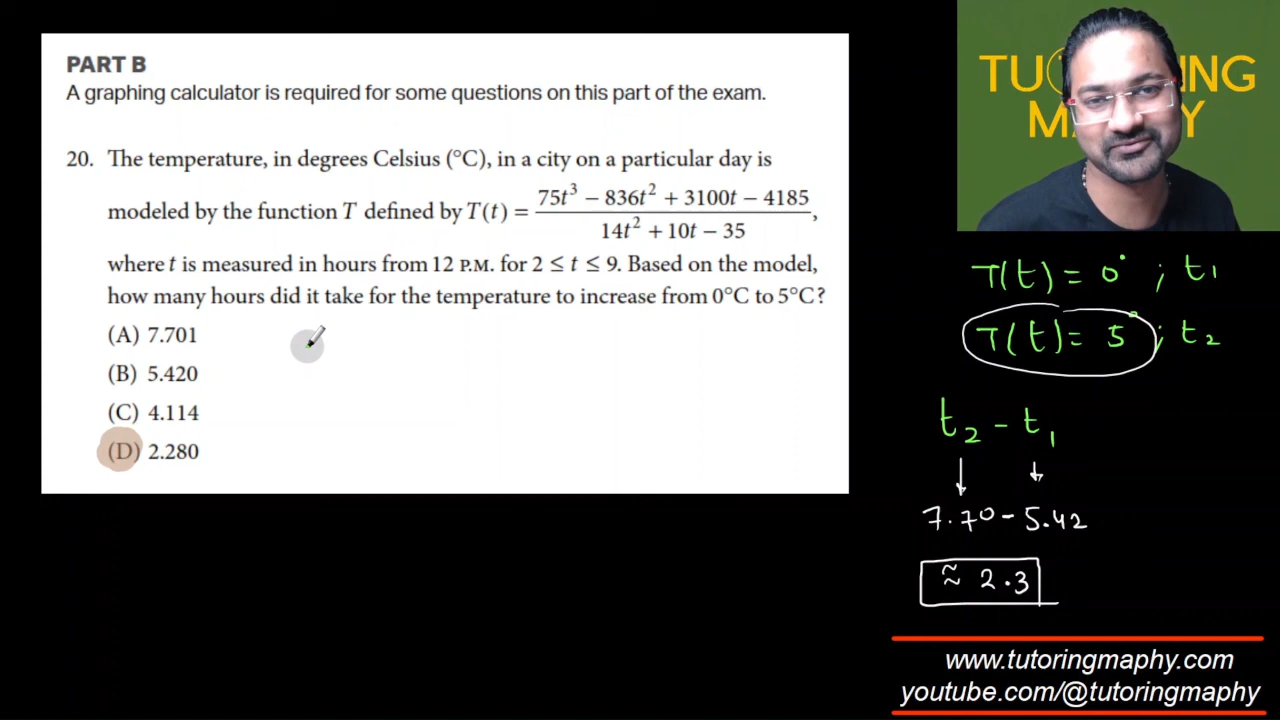 PART B
A graphing calculator is required for some questions on this part of the exam.
20. The temperature, in degrees Celsius (°C), in a city on a particular day is
modeled by the function T defined by T(t) = (75t³ − 836t² + 3100t − 4185) / (14t² + 10t − 35),
where t is measured in hours from 12 P.M. for 2 ≤ t ≤ 9. Based on the model,
how many hours did it take for the temperature to increase from 0°C to 5°C?
(A) 7.701
(B) 5.420
(C) 4.114
(D) 2.280
T(t) = 0° ; t₁
T(t) = 5° ; t₂
t₂ − t₁
7.70 − 5.42
≈ 2.3
www.tutoringmaphy.com
youtube.com/@tutoringmaphy